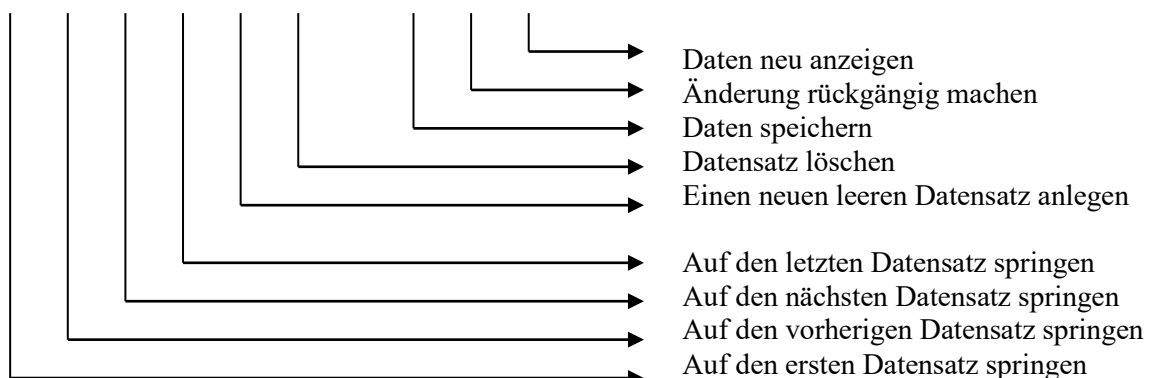 Daten neu anzeigen
Änderung rückgängig machen
Daten speichern
Datensatz löschen
Einen neuen leeren Datensatz anlegen
Auf den letzten Datensatz springen
Auf den nächsten Datensatz springen
Auf den vorherigen Datensatz springen
Auf den ersten Datensatz springen